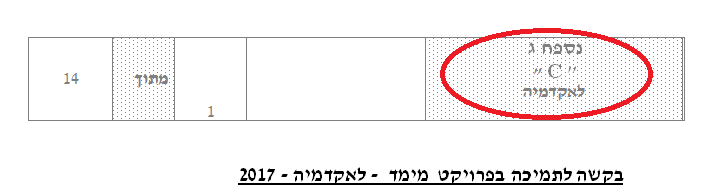 נספח ג
״ C ״
לאקדמיה
1
מתוך
14
בקשה לתמיכה בפרויקט מימד - לאקדמיה - 2017